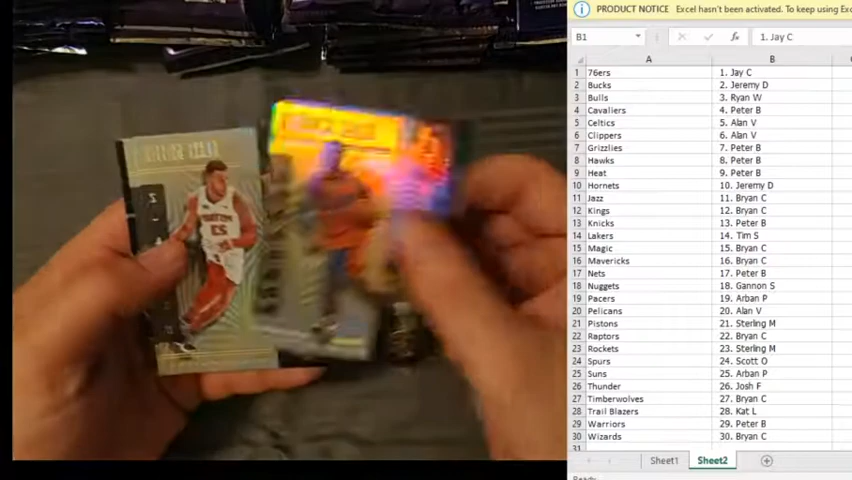 PRODUCT NOTICE Excel hasn't been activated. To keep using Exc
B1 fx 1. Jay C
A B
1 76ers 1. Jay C
2 Bucks 2. Jeremy D
3 Bulls 3. Ryan W
4 Cavaliers 4. Peter B
5 Celtics 5. Alan V
6 Clippers 6. Alan V
7 Grizzlies 7. Peter B
8 Hawks 8. Peter B
9 Heat 9. Peter B
10 Hornets 10. Jeremy D
11 Jazz 11. Bryan C
12 Kings 12. Bryan C
13 Knicks 13. Peter B
14 Lakers 14. Tim S
15 Magic 15. Bryan C
16 Mavericks 16. Bryan C
17 Nets 17. Peter B
18 Nuggets 18. Gannon S
19 Pacers 19. Arban P
20 Pelicans 20. Alan V
21 Pistons 21. Sterling M
22 Raptors 22. Bryan C
23 Rockets 23. Sterling M
24 Spurs 24. Scott O
25 Suns 25. Arban P
26 Thunder 26. Josh F
27 Timberwolves 27. Bryan C
28 Trail Blazers 28. Kat L
29 Warriors 29. Peter B
30 Wizards 30. Bryan C
31
Sheet1 Sheet2
Ready